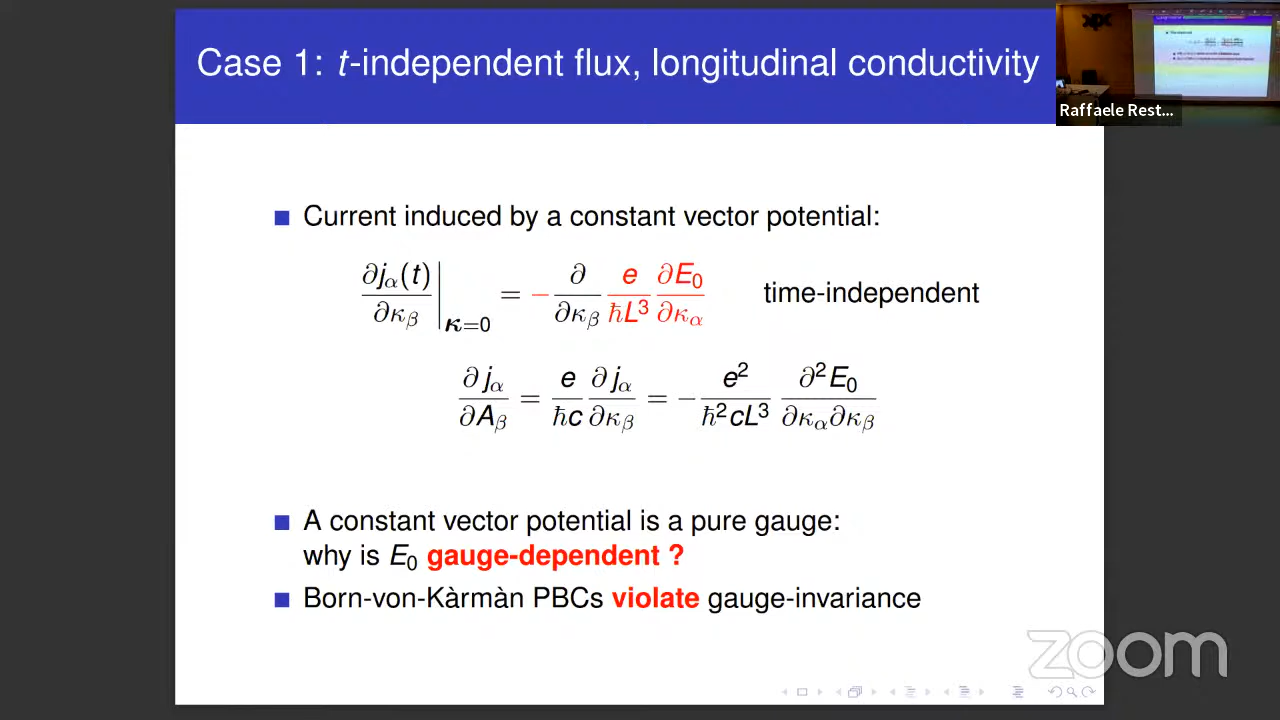 Case 1: t-independent flux, longitudinal conductivity
Raffaele Rest...
■ Current induced by a constant vector potential:
∂jα(t)/∂κβ |κ=0 = − ∂/∂κβ e/ħL³ ∂E₀/∂κα time-independent
∂jα/∂Aβ = e/ħc ∂jα/∂κβ = − e²/ħ²cL³ ∂²E₀/∂κα∂κβ
■ A constant vector potential is a pure gauge:
why is E₀ gauge-dependent ?
■ Born-von-Kàrmàn PBCs violate gauge-invariance
zoom